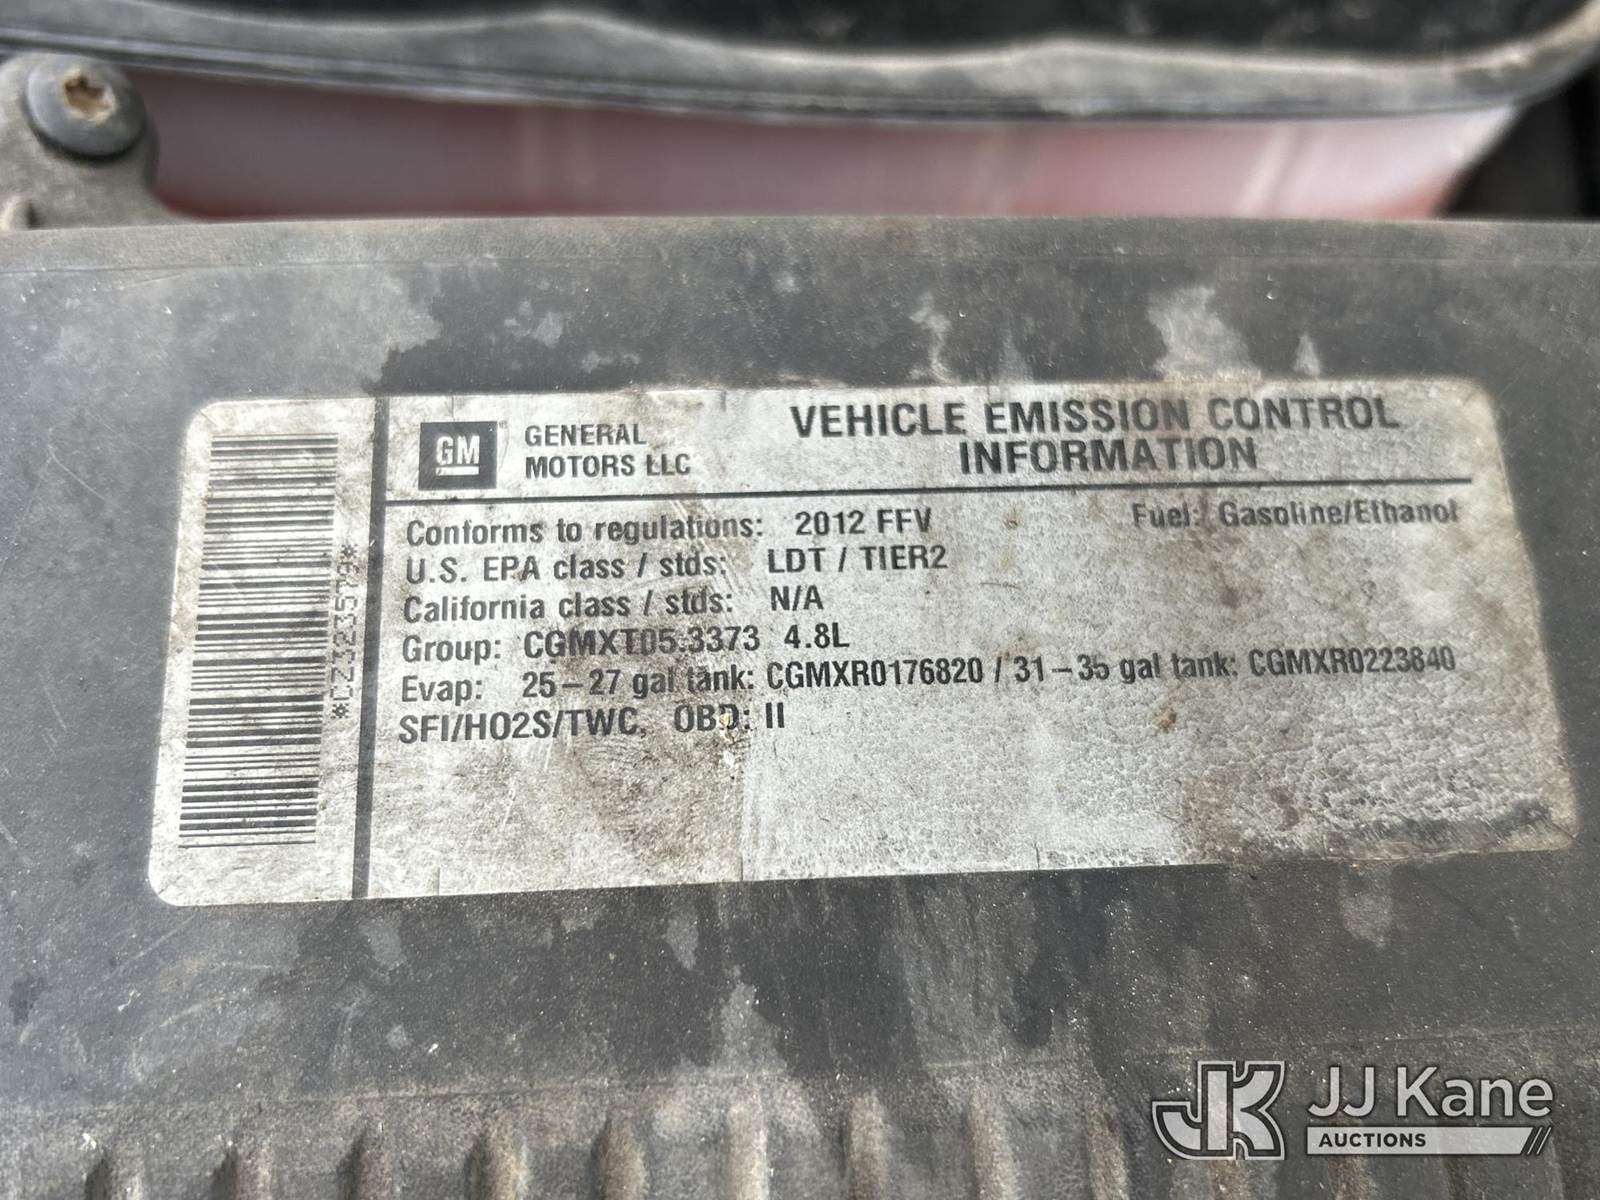 GM
GENERAL
MOTORS LLC
VEHICLE EMISSION CONTROL
INFORMATION
Conforms to regulations: 2012 FFV Fuel: Gasoline/Ethanol
U.S. EPA class / stds: LDT / TIER2
California class / stds: N/A
Group: CGMXT05.3373 4.8L
Evap: 25-27 gal tank: CGMXR0176820 / 31-35 gal tank: CGMXR0223840
SFI/HO2S/TWC, OBD: II
*CZ323579*
JK
JJ Kane
AUCTIONS